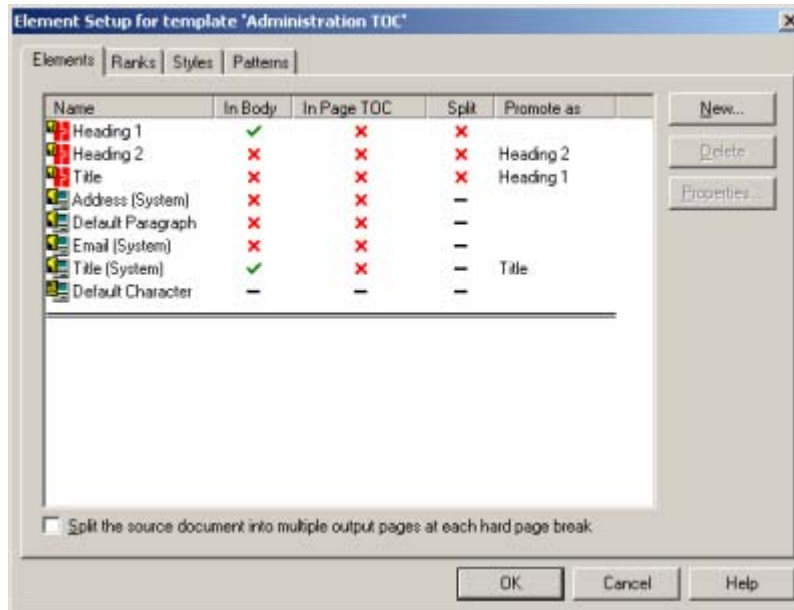 Element Setup for template 'Administration TOC'
Elements Ranks Styles Patterns
Name In Body In Page TOC Split Promote as
Heading 1
Heading 2 Heading 2
Title Heading 1
Address (System)
Default Paragraph
Email (System)
Title (System) Title
Default Character
New...
Delete
Properties...
Split the source document into multiple output pages at each hard page break
OK Cancel Help